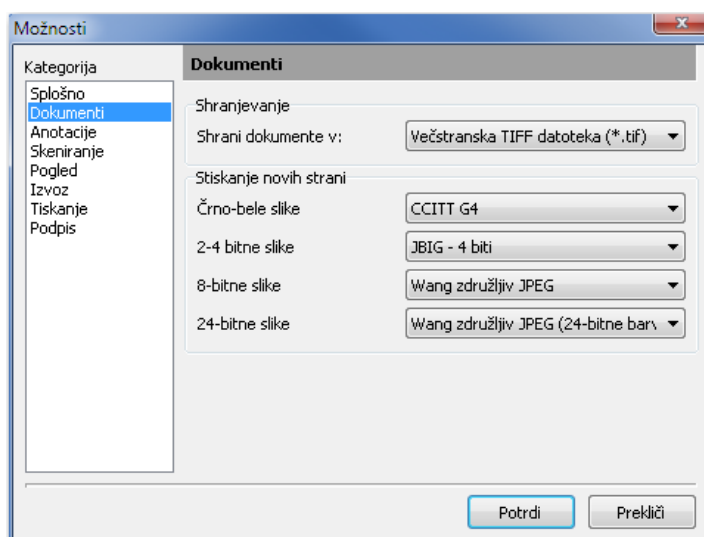 Možnosti
Kategorija
Splošno
Dokumenti
Anotacije
Skeniranje
Pogled
Izvoz
Tiskanje
Podpis
Dokumenti
Shranjevanje
Shrani dokumente v: Večstranska TIFF datoteka (*.tif)
Stiskanje novih strani
Črno-bele slike CCITT G4
2-4 bitne slike JBIG - 4 biti
8-bitne slike Wang združljiv JPEG
24-bitne slike Wang združljiv JPEG (24-bitne barv
Potrdi Prekliči